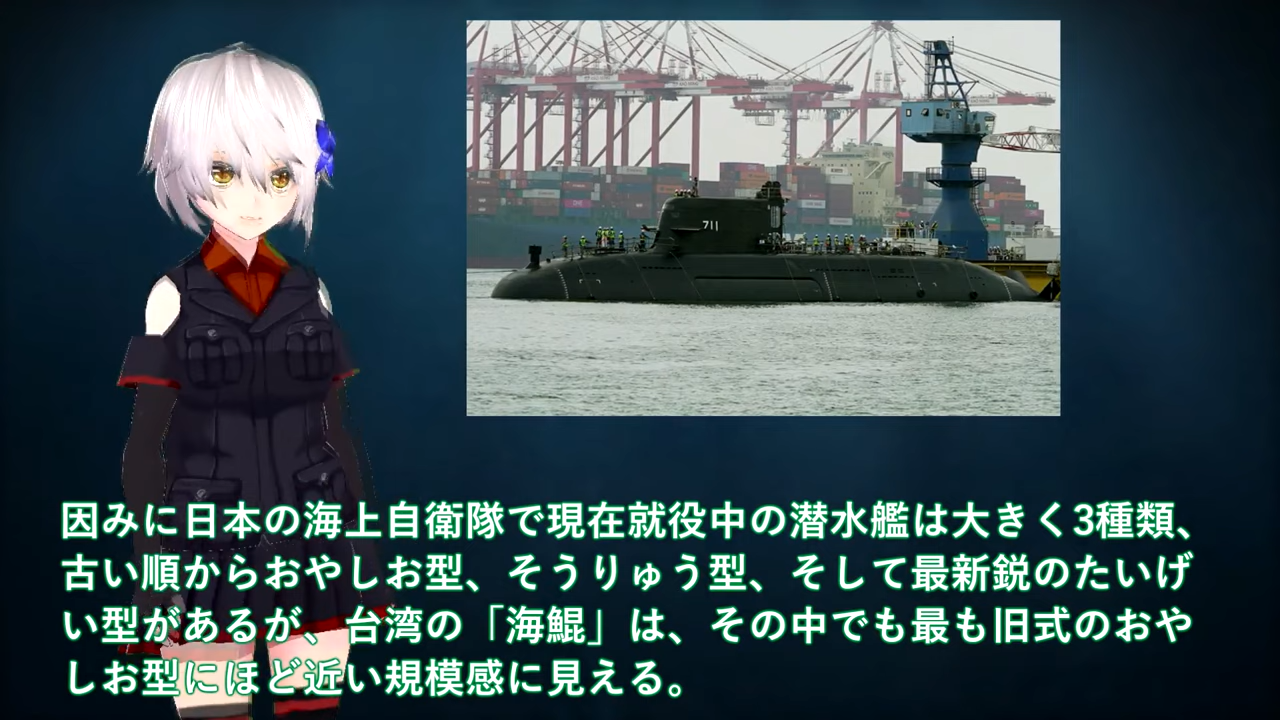 711
因みに日本の海上自衛隊で現在就役中の潜水艦は大きく3種類、
古い順からおやしお型、そうりゅう型、そして最新鋭のたいげ
い型があるが、台湾の「海鯤」は、その中でも最も旧式のおや
しお型にほど近い規模感に見える。